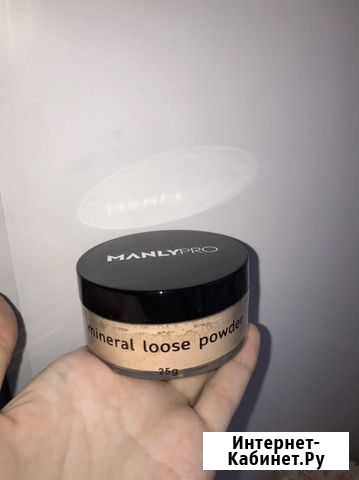 MANLYPRO
mineral loose powder
25g
Интернет-
Кабинет.Ру